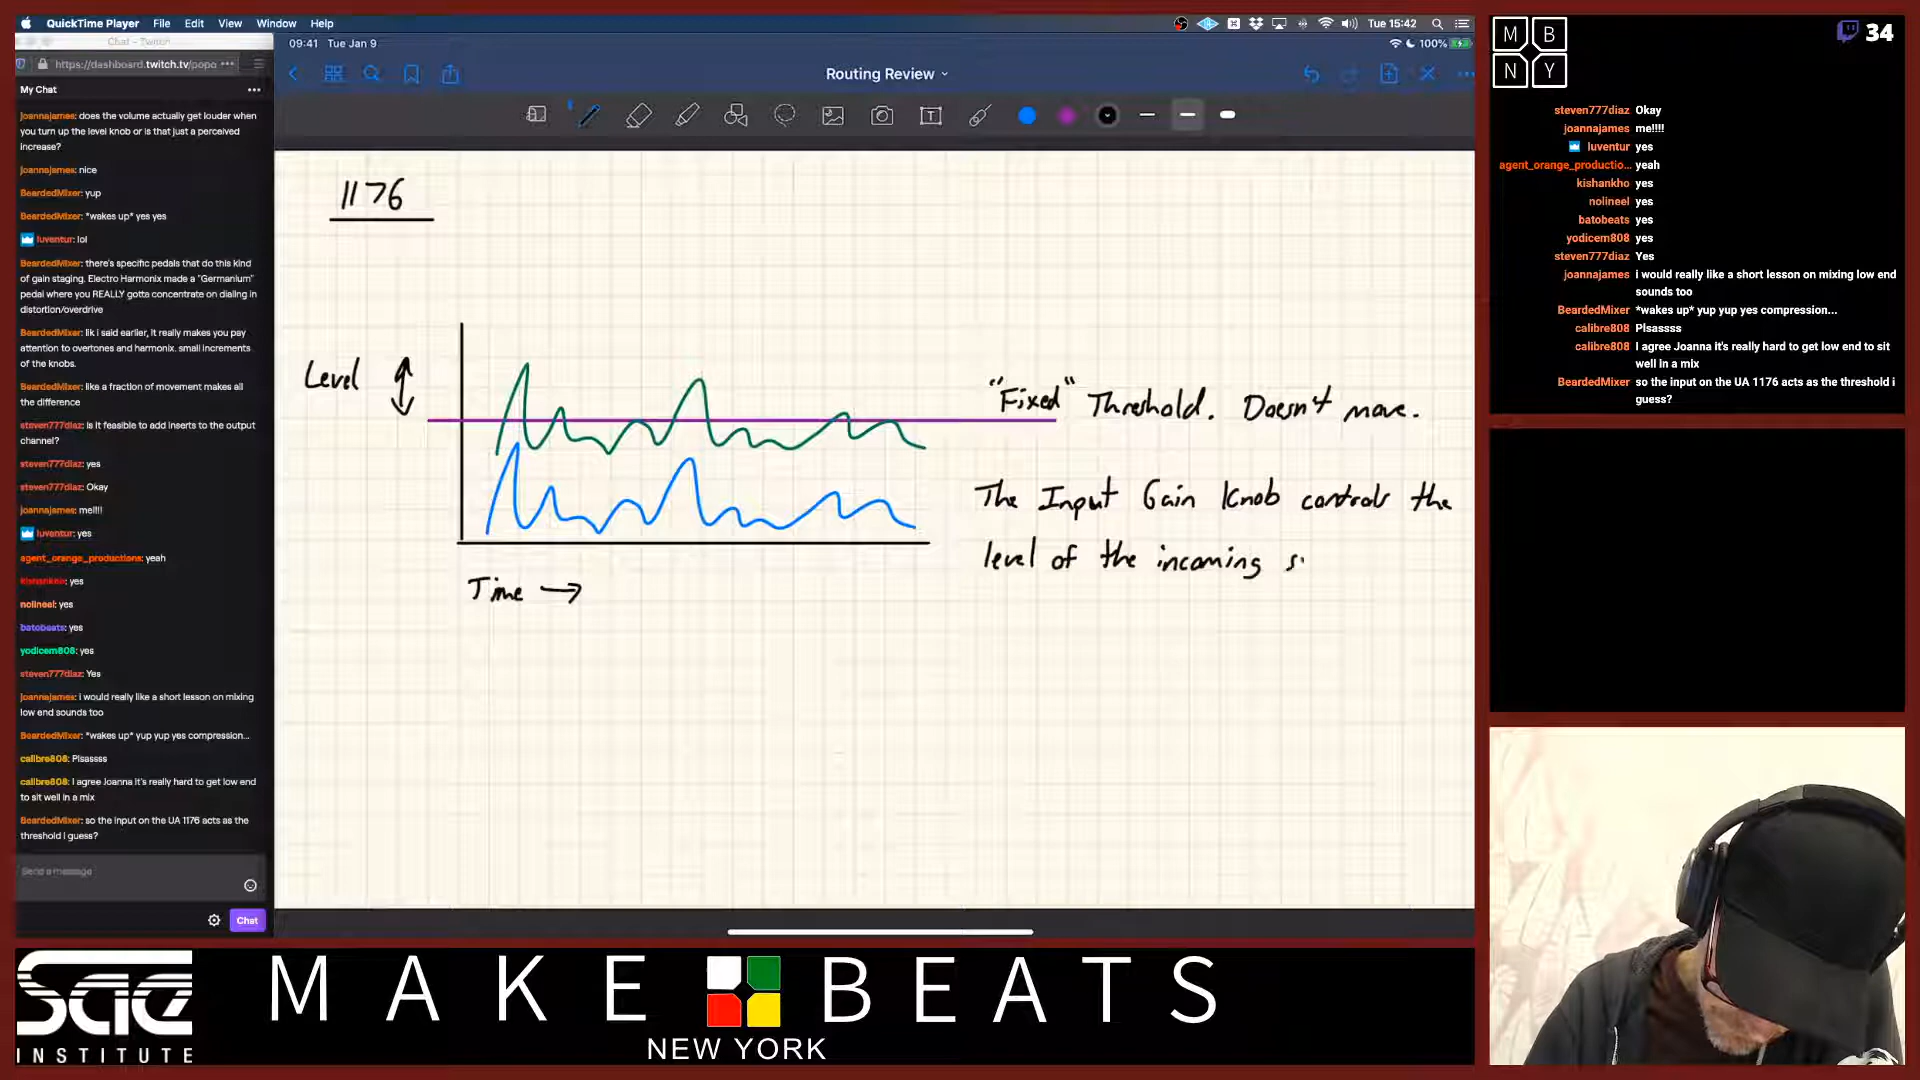 QuickTime Player File Edit View Window Help
Tue 15:42
Chat – Twitch
https://dashboard.twitch.tv/popo
My Chat
joannajames: does the volume actually get louder when
you turn up the level knob or is that just a perceived
increase?
joannajames: nice
BeardedMixer: yup
BeardedMixer: *wakes up* yes yes
luventur: lol
BeardedMixer: there's specific pedals that do this kind
of gain staging. Electro Harmonix made a "Germanium"
pedal where you REALLY gotta concentrate on dialing in
distortion/overdrive
BeardedMixer: lik i said earlier, it really makes you pay
attention to overtones and harmonix. small increments
of the knobs.
BeardedMixer: like a fraction of movement makes all
the difference
steven777diaz: is it feasible to add inserts to the output
channel?
steven777diaz: yes
steven777diaz: Okay
joannajames: me!!!!
luventur: yes
agent_orange_productions: yeah
kishankho: yes
nolineel: yes
batobeats: yes
yodicem808: yes
steven777diaz: Yes
joannajames: i would really like a short lesson on mixing
low end sounds too
BeardedMixer: *wakes up* yup yup yes compression...
calibre808: Plsassss
calibre808: I agree Joanna it's really hard to get low end
to sit well in a mix
BeardedMixer: so the input on the UA 1176 acts as the
threshold i guess?
Send a message
Chat
09:41 Tue Jan 9
100%
Routing Review
1176
Level
"Fixed" Threshold. Doesn't move.
The Input Gain Knob controls the
level of the incoming s
Time →
M B
N Y
34
steven777diaz Okay
joannajames me!!!!
luventur yes
agent_orange_productio... yeah
kishankho yes
nolineel yes
batobeats yes
yodicem808 yes
steven777diaz Yes
joannajames i would really like a short lesson on mixing low end
sounds too
BeardedMixer *wakes up* yup yup yes compression...
calibre808 Plsassss
calibre808 I agree Joanna it's really hard to get low end to sit
well in a mix
BeardedMixer so the input on the UA 1176 acts as the threshold i
guess?
sae
INSTITUTE
MAKE BEATS
NEW YORK